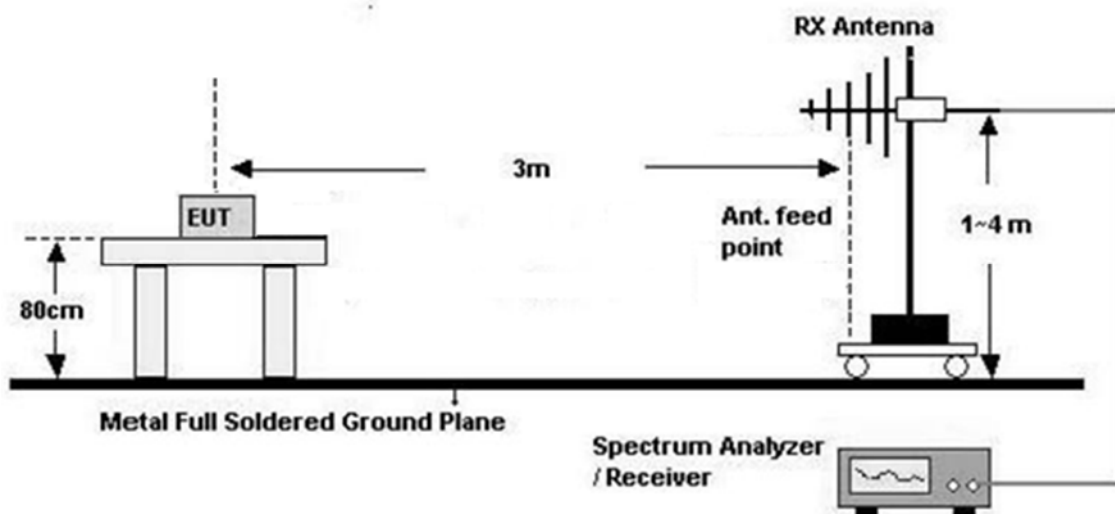 RX Antenna
3m
EUT
Ant. feed
point
1~4 m
80cm
Metal Full Soldered Ground Plane
Spectrum Analyzer
/ Receiver